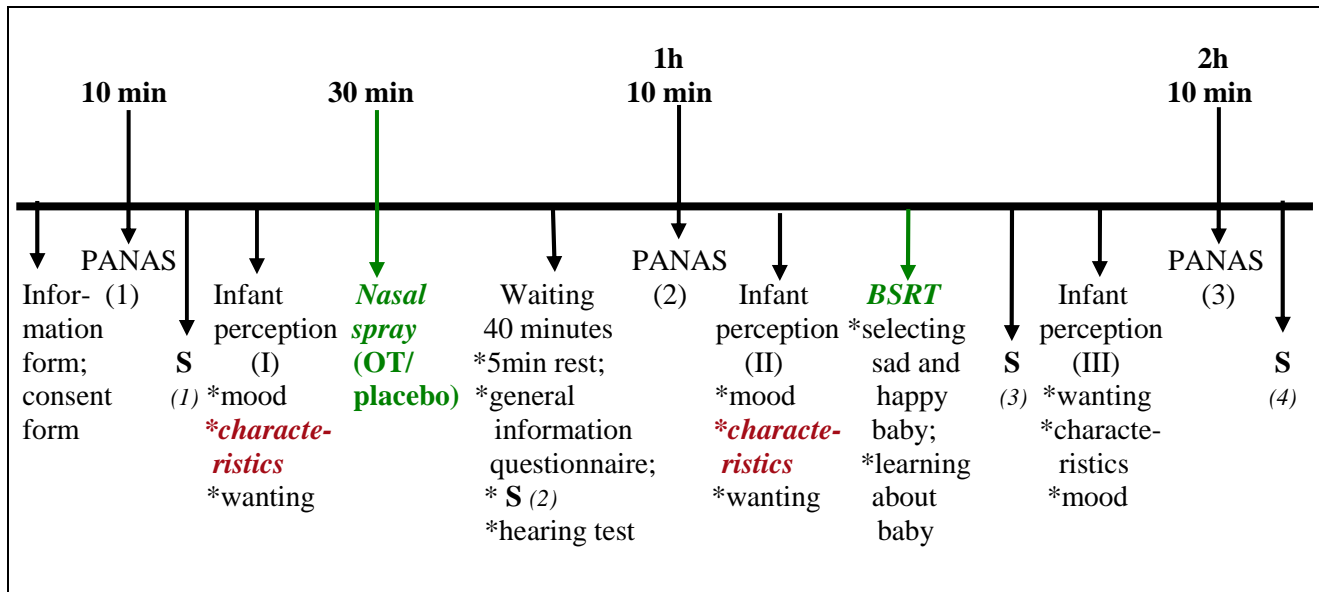 1h
2h
10 min
30 min
10 min
10 min
PANAS
(1)
Infor-
mation
form;
consent
form
S
(1)
Infant
perception
(I)
*mood
*characte-
ristics
*wanting
Nasal
spray
(OT/
placebo)
Waiting
40 minutes
*5min rest;
*general
information
questionnaire;
* S (2)
*hearing test
PANAS
(2)
Infant
perception
(II)
*mood
*characte-
ristics
*wanting
BSRT
*selecting
sad and
happy
baby;
*learning
about
baby
S
(3)
Infant
perception
(III)
*wanting
*characte-
ristics
*mood
PANAS
(3)
S
(4)